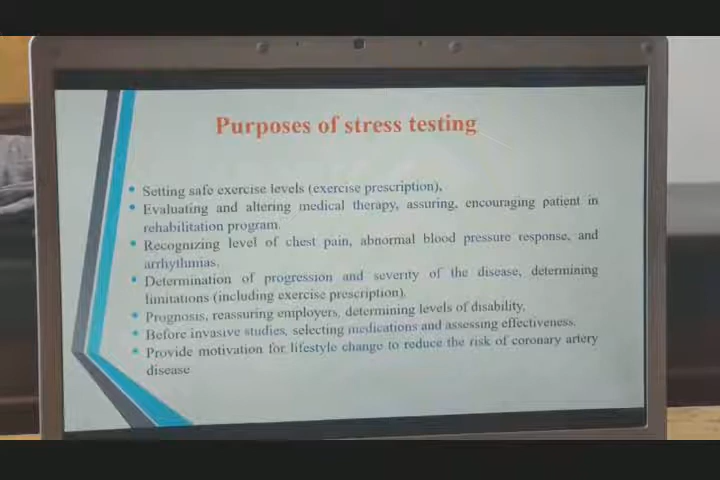 Purposes of stress testing
• Setting safe exercise levels (exercise prescription),
• Evaluating and altering medical therapy, assuring, encouraging patient in
rehabilitation program.
• Recognizing level of chest pain, abnormal blood pressure response, and
arrhythmias.
• Determination of progression and severity of the disease, determining
limitations (including exercise prescription).
• Prognosis, reassuring employers, determining levels of disability,
• Before invasive studies, selecting medications and assessing effectiveness.
• Provide motivation for lifestyle change to reduce the risk of coronary artery
disease